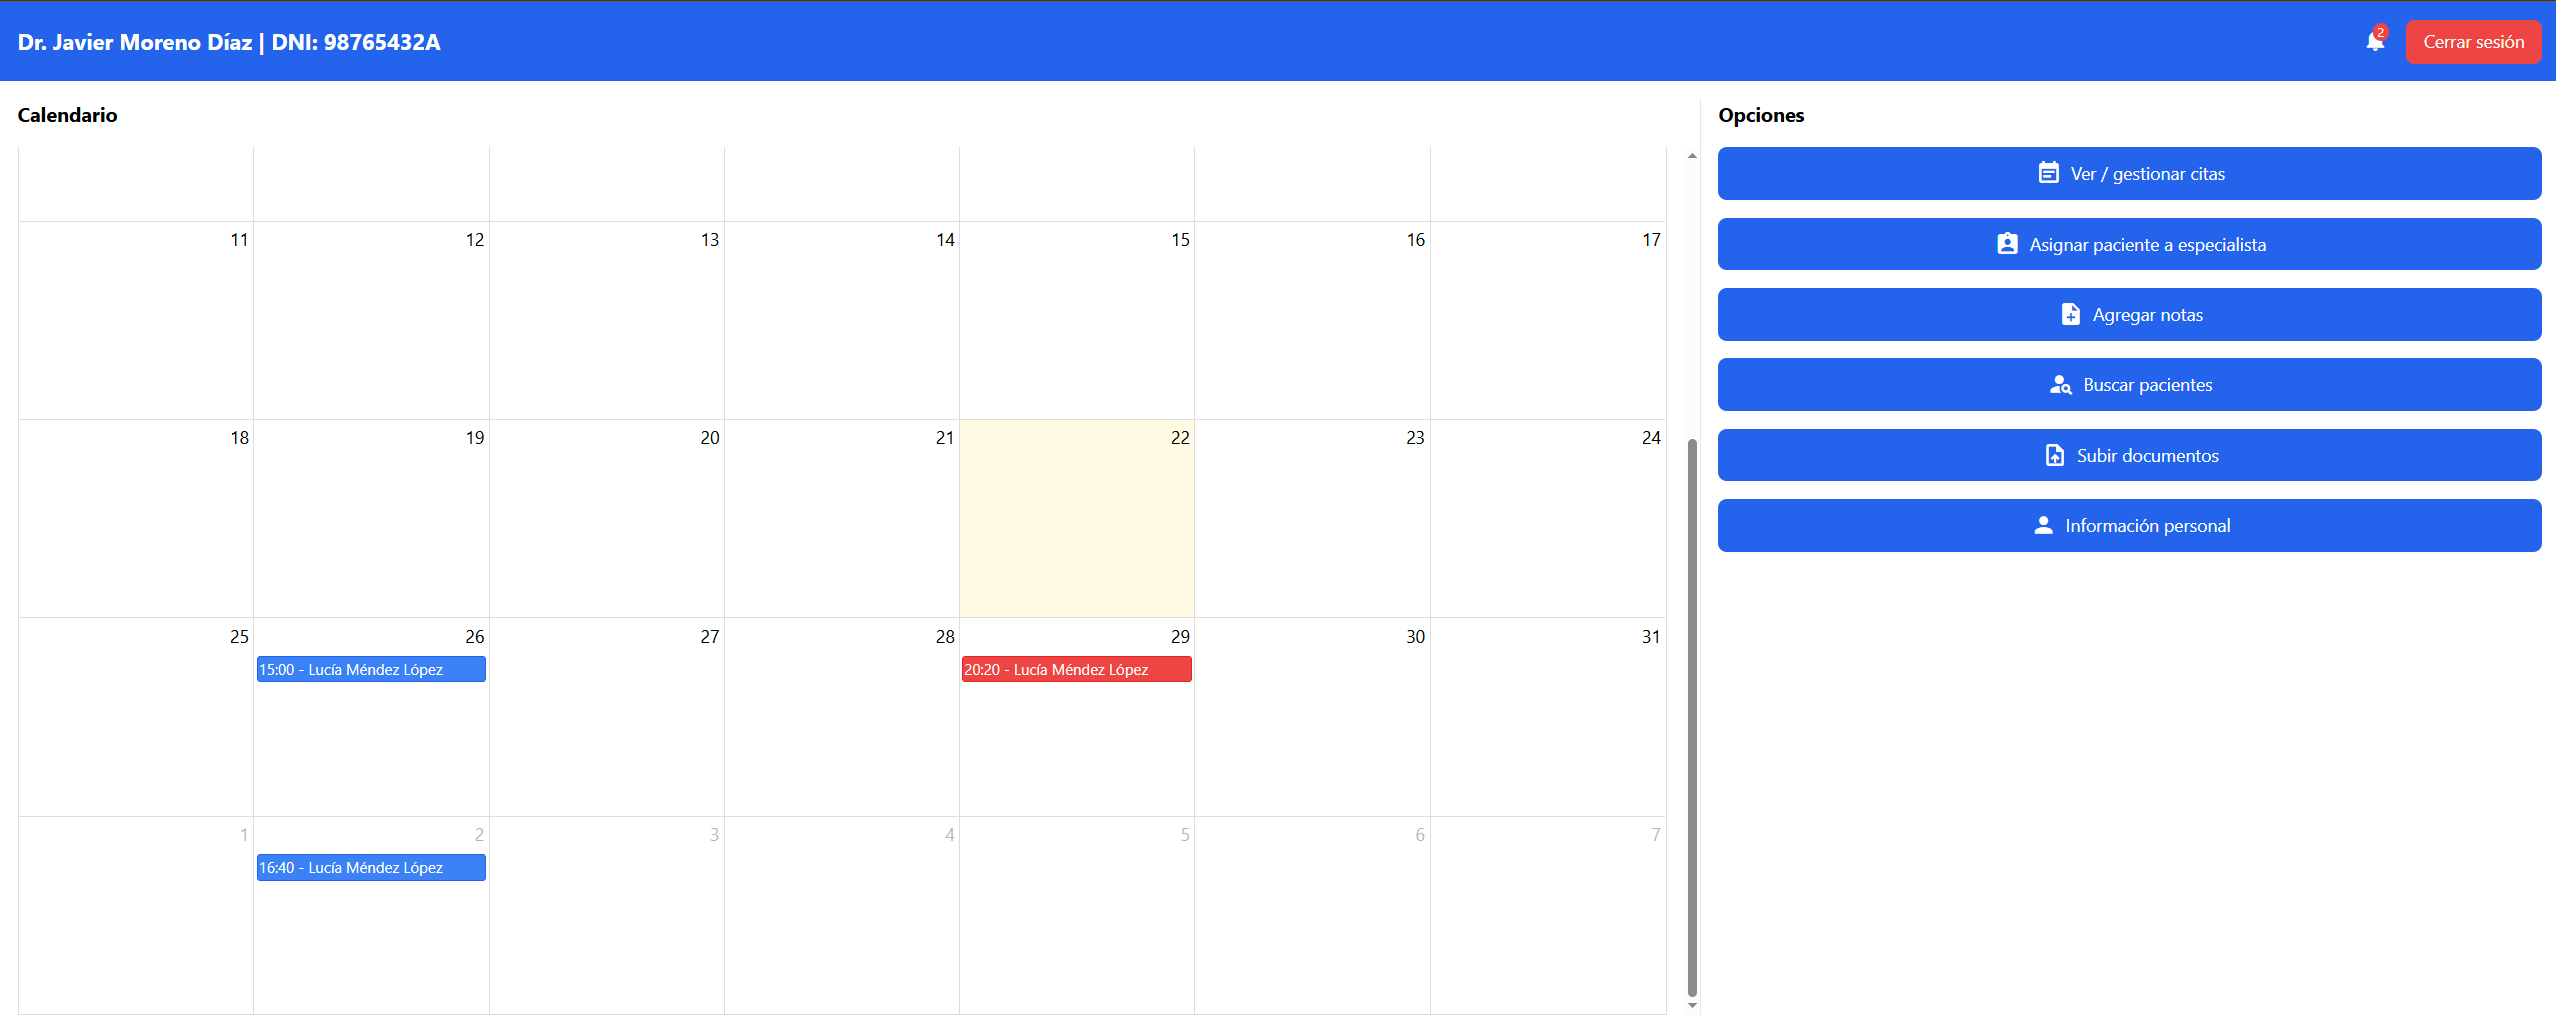 Dr. Javier Moreno Díaz | DNI: 98765432A
2
Cerrar sesión
Calendario
11 12 13 14 15 16 17
18 19 20 21 22 23 24
25 26 27 28 29 30 31
15:00 - Lucía Méndez López
20:20 - Lucía Méndez López
1 2 3 4 5 6 7
16:40 - Lucía Méndez López
Opciones
Ver / gestionar citas
Asignar paciente a especialista
Agregar notas
Buscar pacientes
Subir documentos
Información personal